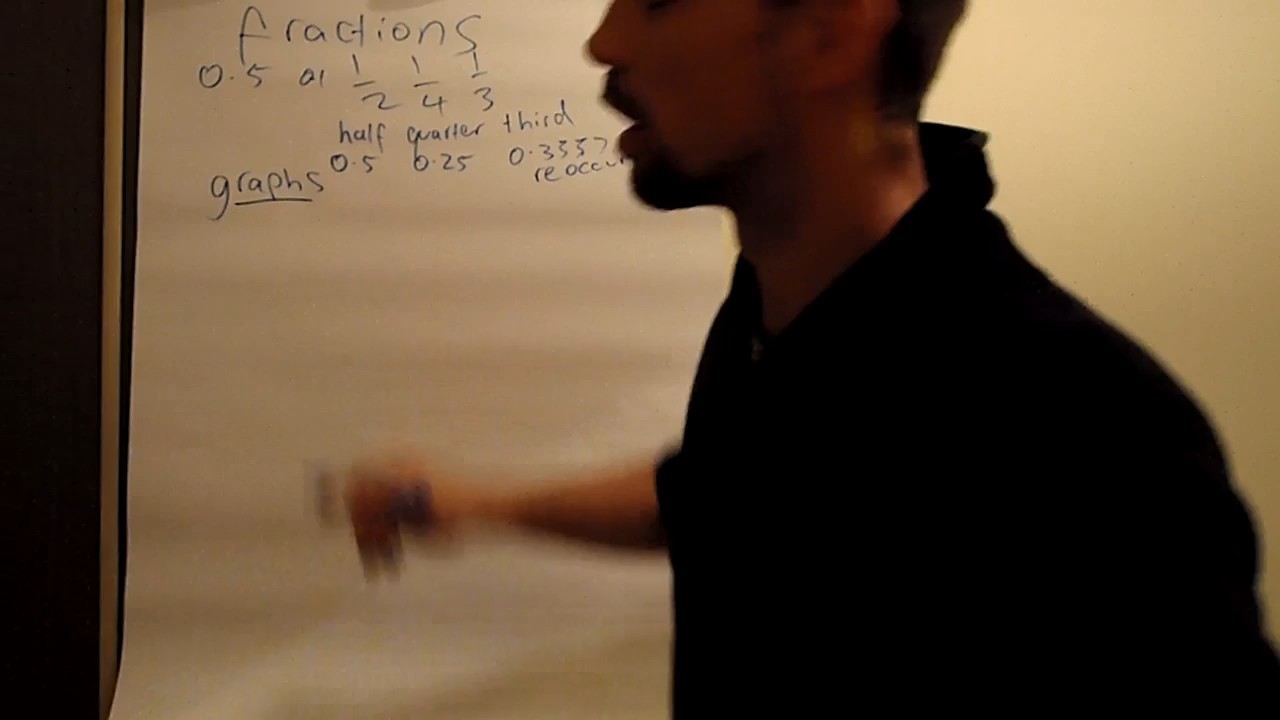 fractions
0.5 or 1/2 1/4 1/3
half quarter third
0.5 0.25 0.333
graphs